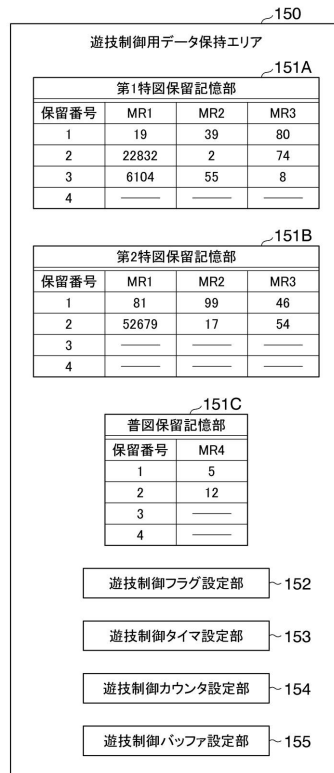 150
遊技制御用データ保持エリア
151A
第1特図保留記憶部
保留番号 MR1 MR2 MR3
1 19 39 80
2 22832 2 74
3 6104 55 8
4 —— —— ——
151B
第2特図保留記憶部
保留番号 MR1 MR2 MR3
1 81 99 46
2 52679 17 54
3 —— —— ——
4 —— —— ——
151C
普図保留記憶部
保留番号 MR4
1 5
2 12
3 ——
4 ——
遊技制御フラグ設定部 152
遊技制御タイマ設定部 153
遊技制御カウンタ設定部 154
遊技制御バッファ設定部 155